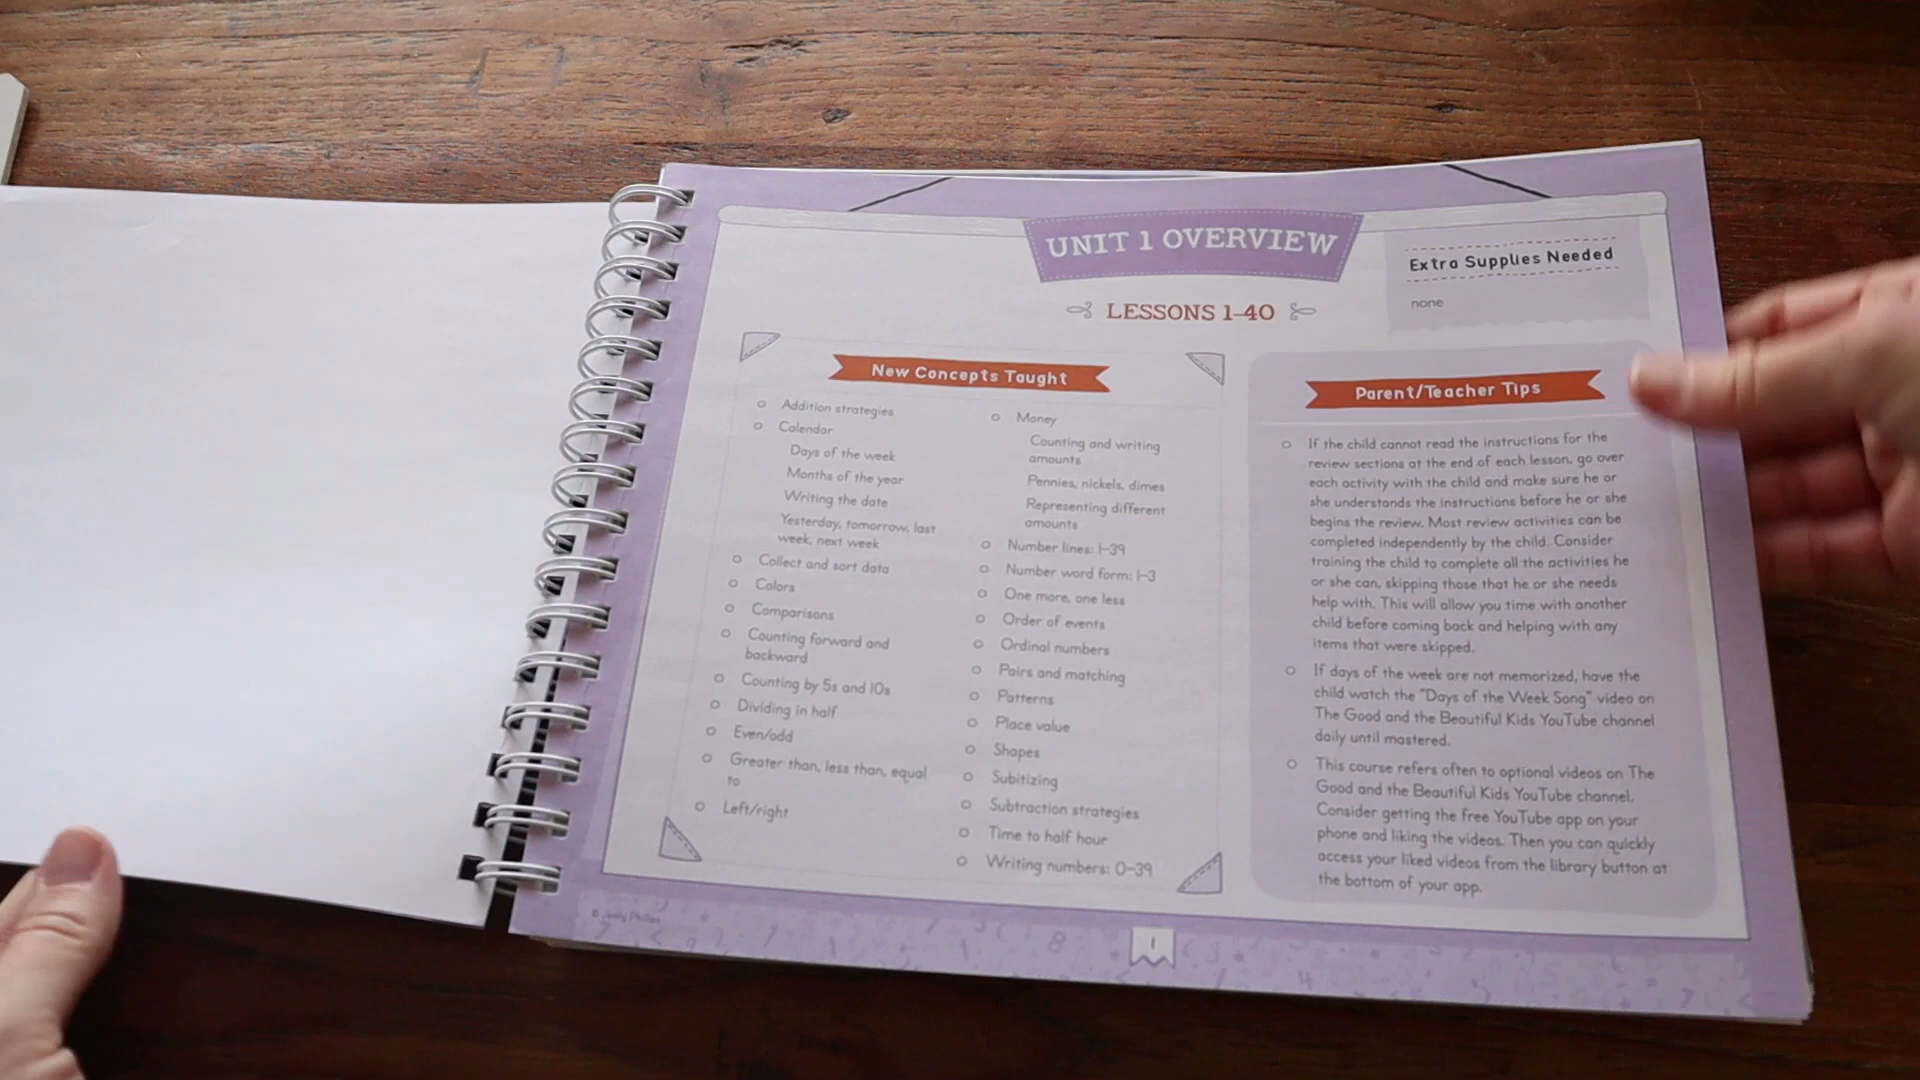 UNIT 1 OVERVIEW
LESSONS 1–40
Extra Supplies Needed
none
New Concepts Taught
Addition strategies
Calendar
Days of the week
Months of the year
Writing the date
Yesterday, tomorrow, last
week, next week
Collect and sort data
Colors
Comparisons
Counting forward and
backward
Counting by 5s and 10s
Dividing in half
Even/odd
Greater than, less than, equal
to
Left/right
Money
Counting and writing
amounts
Pennies, nickels, dimes
Representing different
amounts
Number lines: 1–39
Number word form: 1–3
One more, one less
Order of events
Ordinal numbers
Pairs and matching
Patterns
Place value
Shapes
Subitizing
Subtraction strategies
Time to half hour
Writing numbers: 0–39
Parent/Teacher Tips
If the child cannot read the instructions for the
review sections at the end of each lesson, go over
each activity with the child and make sure he or
she understands the instructions before he or she
begins the review. Most review activities can be
completed independently by the child. Consider
training the child to complete all the activities he
or she can, skipping those that he or she needs
help with. This will allow you time with another
child before coming back and helping with any
items that were skipped.
If days of the week are not memorized, have the
child watch the "Days of the Week Song" video on
The Good and the Beautiful Kids YouTube channel
daily until mastered.
This course refers often to optional videos on The
Good and the Beautiful Kids YouTube channel.
Consider getting the free YouTube app on your
phone and liking the videos. Then you can quickly
access your liked videos from the library button at
the bottom of your app.
© Jenny Phillips
1